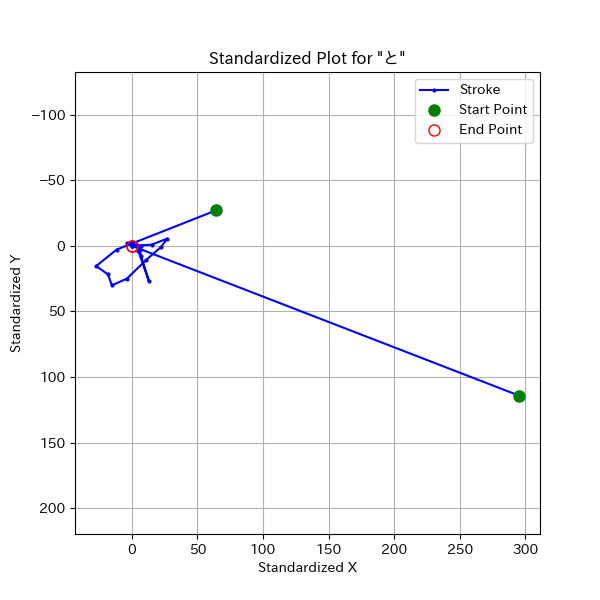 Standardized Plot for "と"
Stroke
Start Point
End Point
Standardized Y
−100
−50
0
50
100
150
200
0 50 100 150 200 250 300
Standardized X